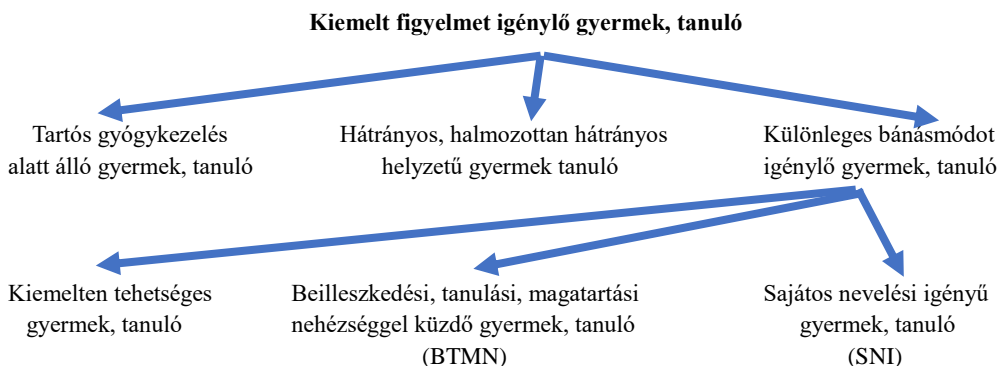 Kiemelt figyelmet igénylő gyermek, tanuló
Tartós gyógykezelés
alatt álló gyermek, tanuló
Hátrányos, halmozottan hátrányos
helyzetű gyermek tanuló
Különleges bánásmódot
igénylő gyermek, tanuló
Kiemelten tehetséges
gyermek, tanuló
Beilleszkedési, tanulási, magatartási
nehézséggel küzdő gyermek, tanuló
(BTMN)
Sajátos nevelési igényű
gyermek, tanuló
(SNI)